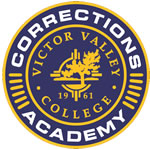 CORRECTIONS
VICTOR VALLEY
19 61
COLLEGE
ACADEMY